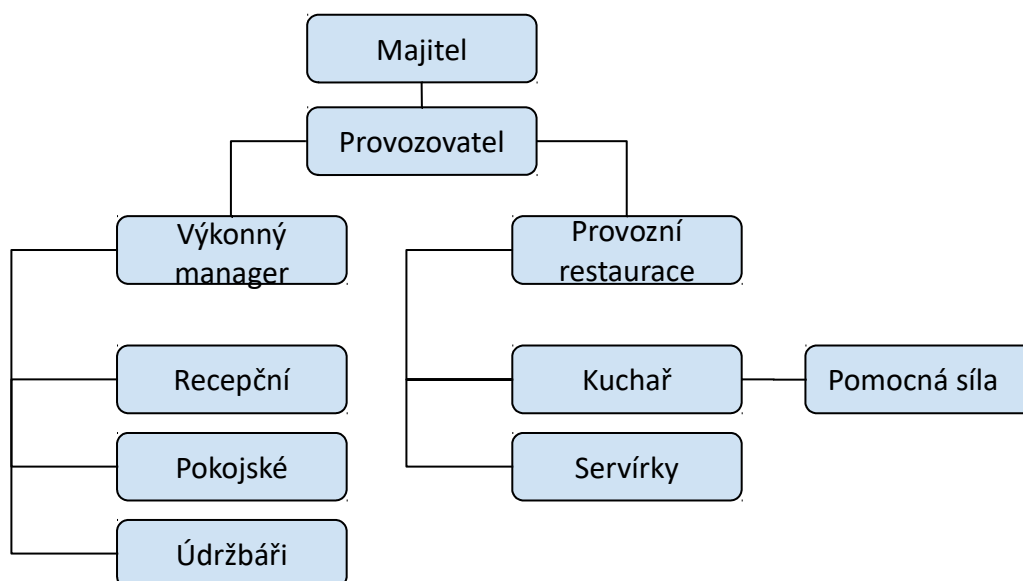 Majitel
Provozovatel
Výkonný
manager
Provozní
restaurace
Recepční
Kuchař
Pomocná síla
Pokojské
Servírky
Údržbáři